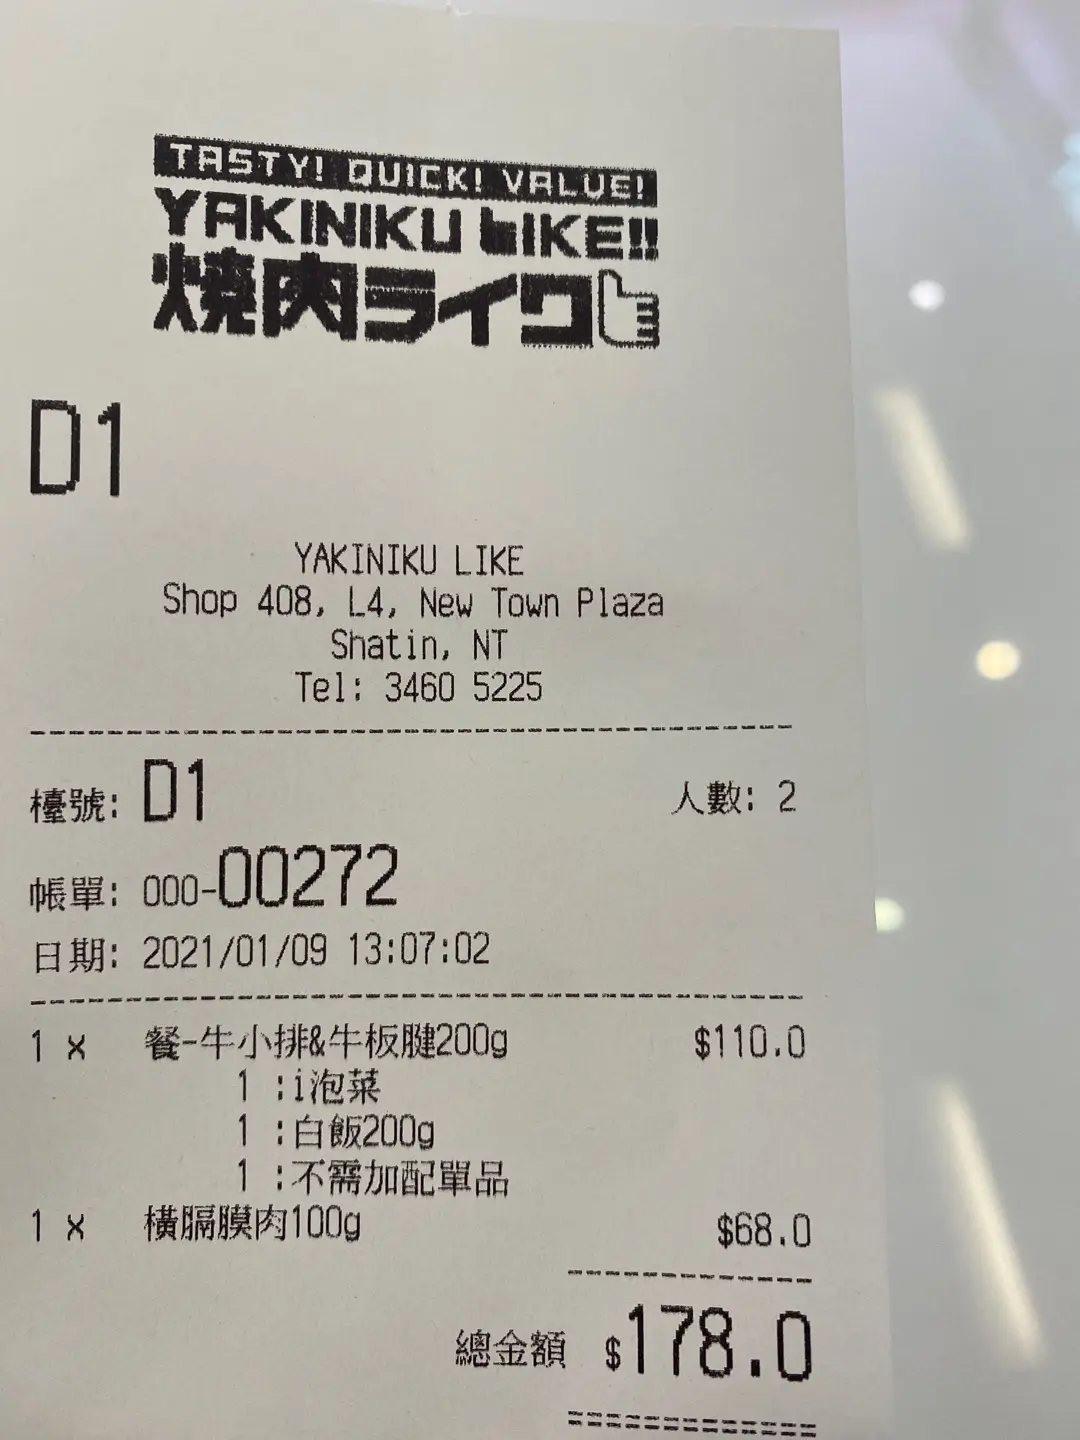 TASTY! QUICK! VALUE!
YAKINIKU LIKE!!
焼肉ライク
D1
YAKINIKU LIKE
Shop 408, L4, New Town Plaza
Shatin, NT
Tel: 3460 5225
檯號: D1 人數: 2
帳單: 000-00272
日期: 2021/01/09 13:07:02
1 x 餐-牛小排&牛板腱200g $110.0
1 :i泡菜
1 :白飯200g
1 :不需加配單品
1 x 橫膈膜肉100g $68.0
總金額 $178.0